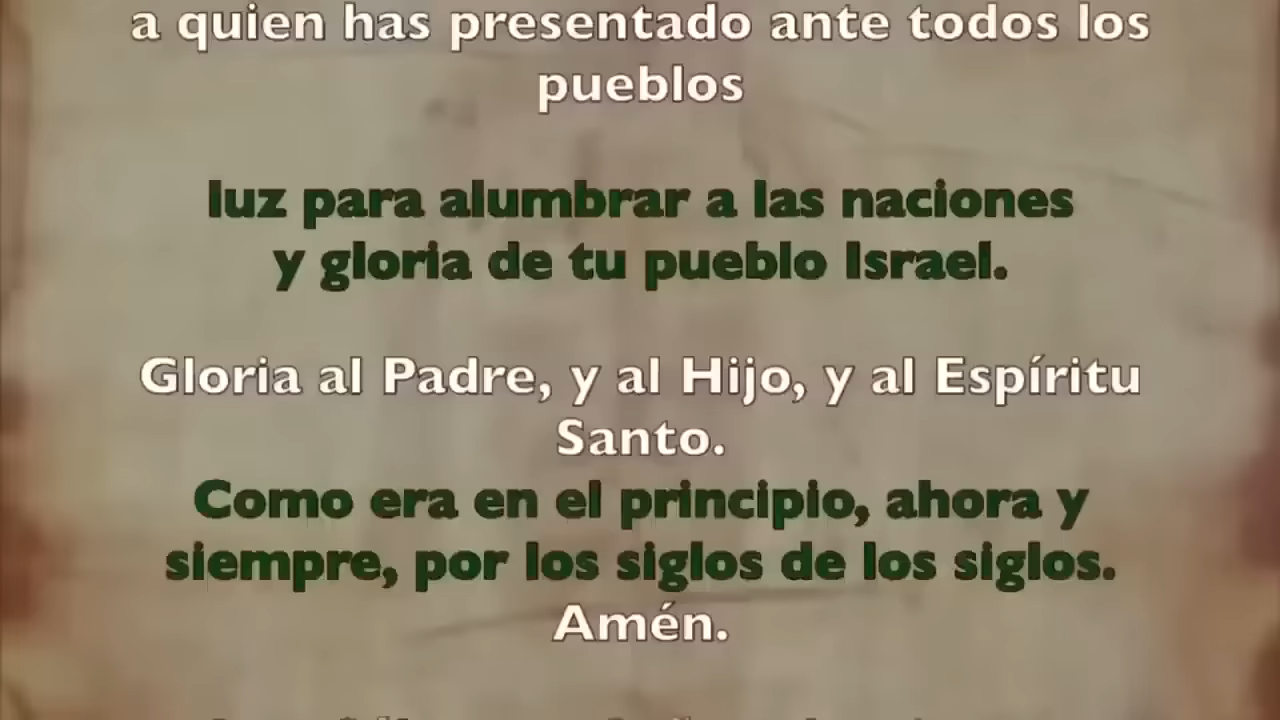 a quien has presentado ante todos los
pueblos
luz para alumbrar a las naciones
y gloria de tu pueblo Israel.
Gloria al Padre, y al Hijo, y al Espíritu
Santo.
Como era en el principio, ahora y
siempre, por los siglos de los siglos.
Amén.